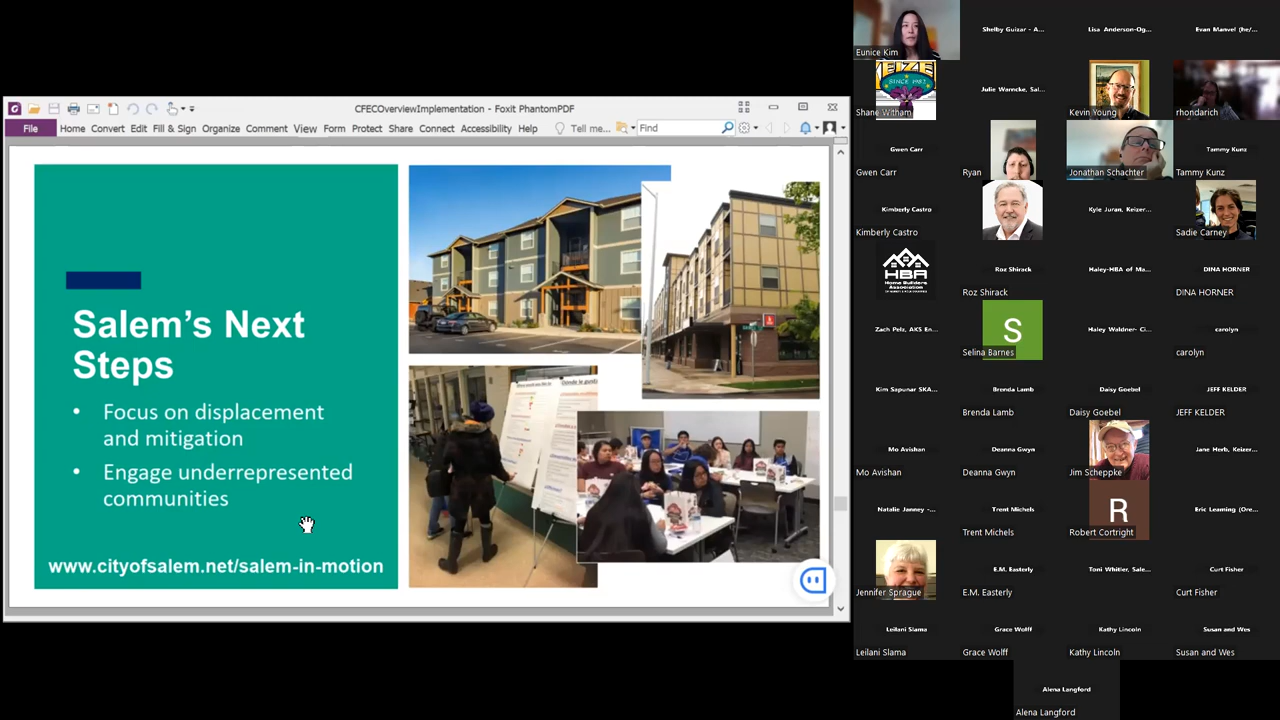 CFECOverviewImplementation - Foxit PhantomPDF
File Home Convert Edit Fill & Sign Organize Comment View Form Protect Share Connect Accessibility Help Tell me... Find
Salem's Next
Steps
• Focus on displacement
and mitigation
• Engage underrepresented
communities
www.cityofsalem.net/salem-in-motion
Eunice Kim
Shelby Guizar - A...
Lisa Anderson-Og...
Evan Manvel (he/...
SINCE 1982
Shane Witham
Julie Warncke, Sal...
Kevin Young
rhondarich
Gwen Carr
Gwen Carr
Ryan
Jonathan Schachter
Tammy Kunz
Tammy Kunz
Kimberly Castro
Kimberly Castro
Kyle Juran, Keizer...
Sadie Carney
HBA
Home Builders
Association
Roz Shirack
Roz Shirack
Haley-HBA of Ma...
DINA HORNER
DINA HORNER
Zach Pelz, AKS En...
S
Selina Barnes
Haley Waldner- Ci...
carolyn
carolyn
Kim Sapunar SKA...
Brenda Lamb
Brenda Lamb
Daisy Goebel
Daisy Goebel
JEFF KELDER
JEFF KELDER
Mo Avishan
Mo Avishan
Deanna Gwyn
Deanna Gwyn
Jim Scheppke
Jane Herb, Keizer...
Natalie Janney -...
Trent Michels
Trent Michels
R
Robert Cortright
Eric Leaming (Ore...
Jennifer Sprague
E.M. Easterly
E.M. Easterly
Toni Whitler, Sale...
Curt Fisher
Curt Fisher
Leilani Slama
Leilani Slama
Grace Wolff
Grace Wolff
Kathy Lincoln
Kathy Lincoln
Susan and Wes
Susan and Wes
Alena Langford
Alena Langford